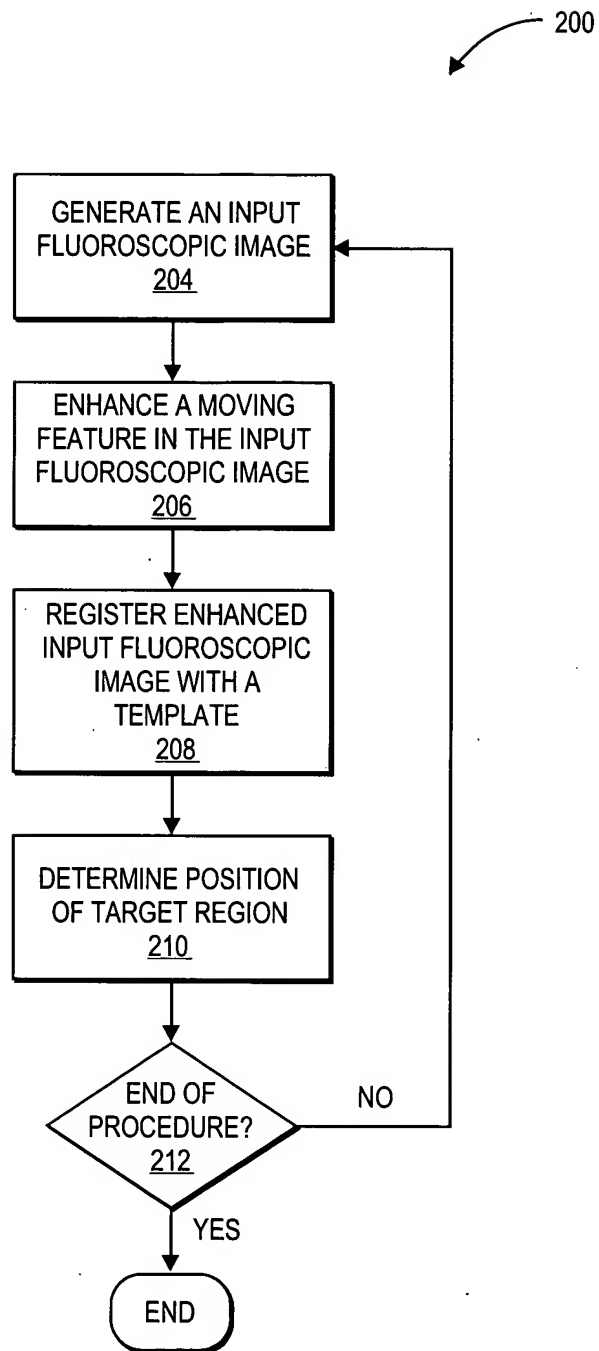 200
GENERATE AN INPUT
FLUOROSCOPIC IMAGE
204
ENHANCE A MOVING
FEATURE IN THE INPUT
FLUOROSCOPIC IMAGE
206
REGISTER ENHANCED
INPUT FLUOROSCOPIC
IMAGE WITH A
TEMPLATE
208
DETERMINE POSITION
OF TARGET REGION
210
END OF
PROCEDURE?
212
NO
YES
END